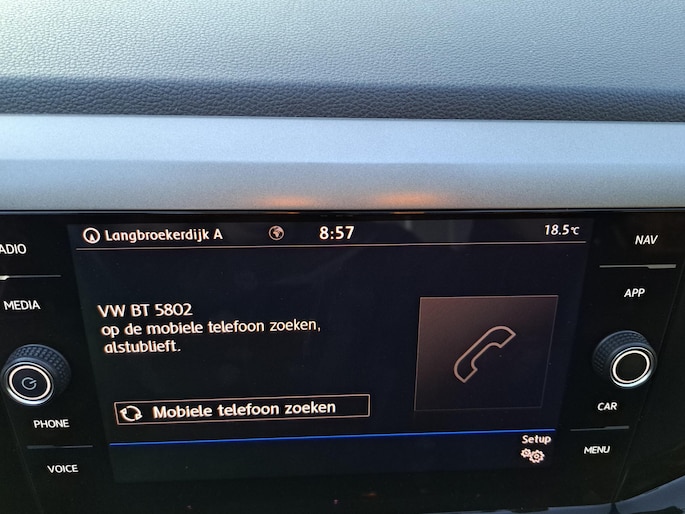 Langbroekerdijk A 8:57 18.5°C
ADIO
NAV
MEDIA
APP
VW BT 5802
op de mobiele telefoon zoeken,
alstublieft.
Mobiele telefoon zoeken
PHONE
CAR
Setup
VOICE
MENU